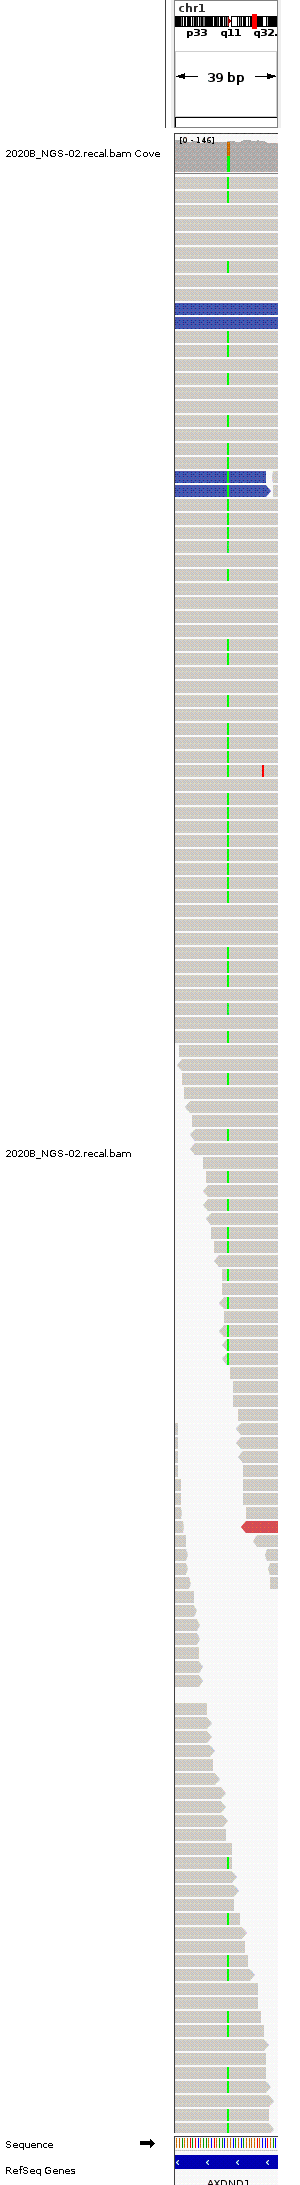 chr1
p33 q11 q32.
39 bp
[0 - 146]
2020B_NGS-02.recal.bam Cove
2020B_NGS-02.recal.bam
Sequence
RefSeq Genes
AXDND1